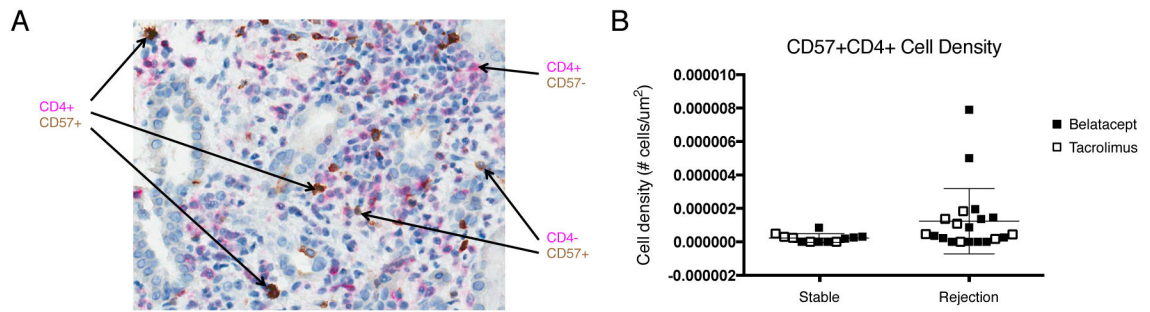 A
CD4+
CD57+
CD4+
CD57-
CD4-
CD57+
B
CD57+CD4+ Cell Density
Cell density (# cells/um²)
0.000010
0.000008
0.000006
0.000004
0.000002
0.000000
-0.000002
Stable
Rejection
Belatacept
Tacrolimus